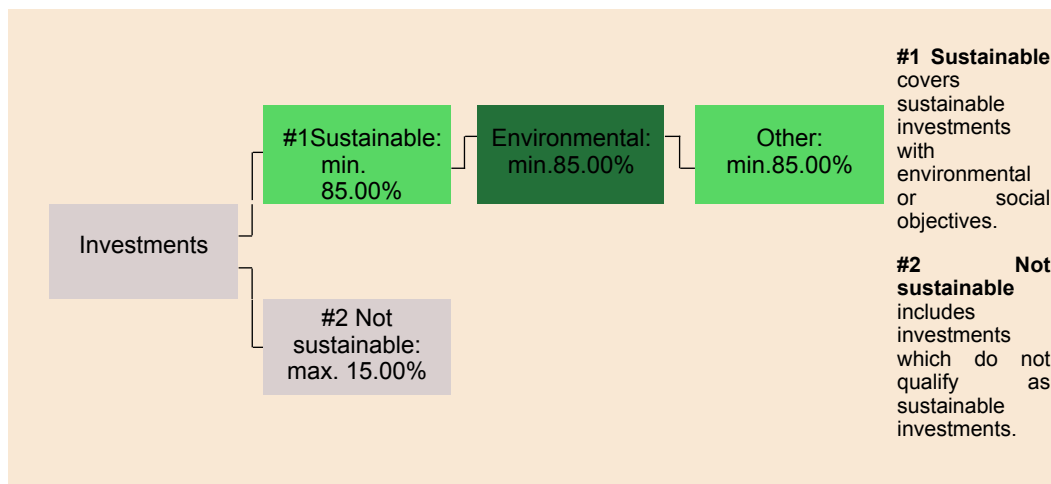 #1Sustainable:
min.
85.00%
Environmental:
min.85.00%
Other:
min.85.00%
Investments
#2 Not
sustainable:
max. 15.00%
#1 Sustainable
covers
sustainable
investments
with
environmental
or social
objectives.
#2 Not
sustainable
includes
investments
which do not
qualify as
sustainable
investments.